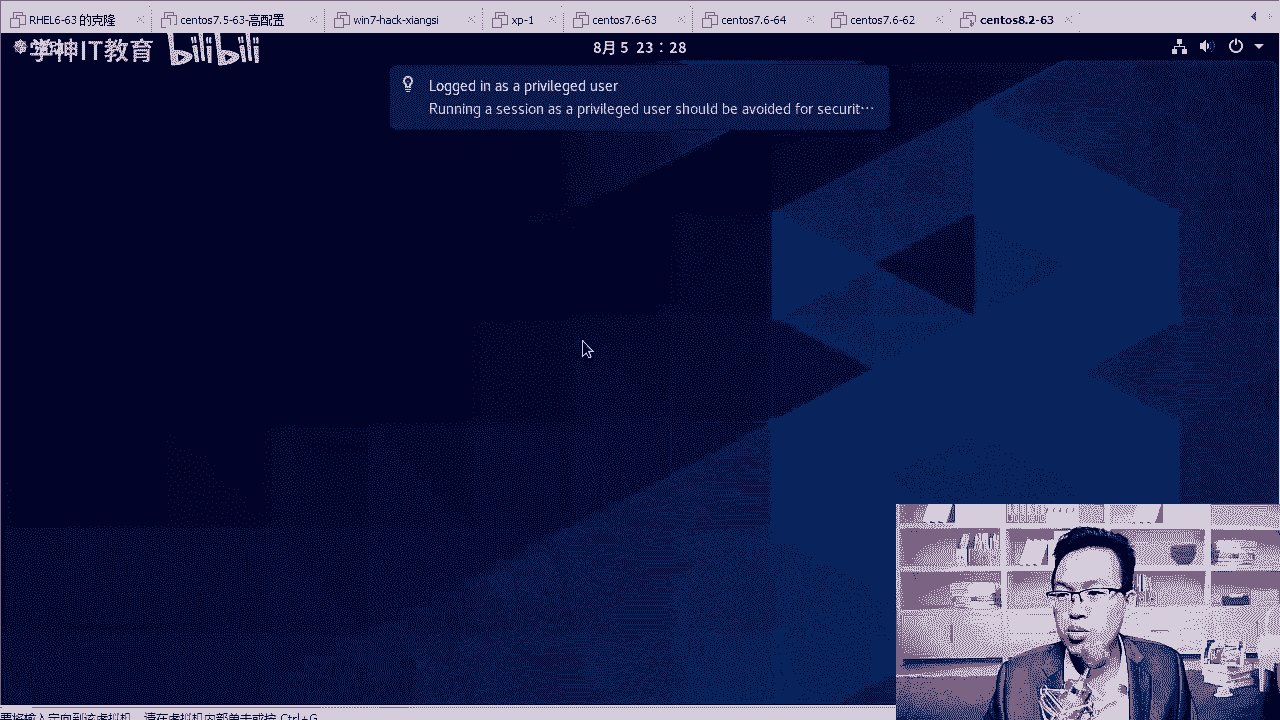 RHEL6-63 的克隆
centos7.5-63-高配置
win7-hack-xiangsi
xp-1
centos7.6-63
centos7.6-64
centos7.6-62
centos8.2-63
学神IT教育 bilibili
8月 5 23：28
Logged in as a privileged user
Running a session as a privileged user should be avoided for securit…
要将输入定向到该虚拟机，请在虚拟机内部单击或按 Ctrl+G